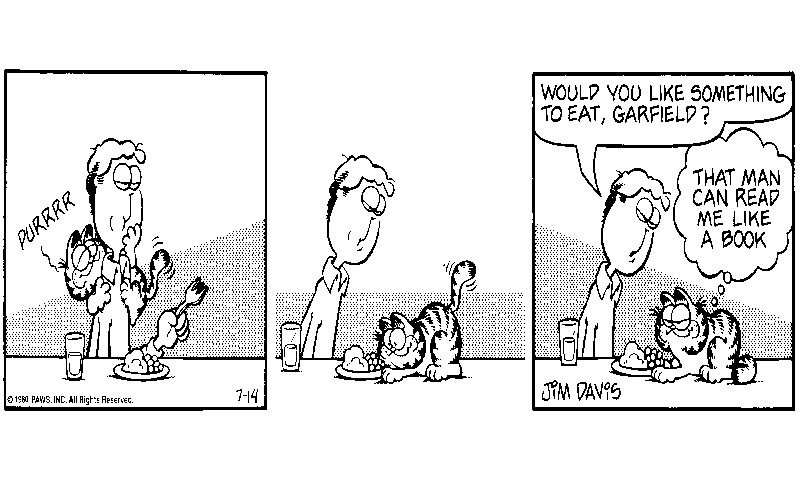 PURRRR
© 1980 PAWS, INC. All Rights Reserved.
7-14
WOULD YOU LIKE SOMETHING
TO EAT, GARFIELD?
THAT MAN
CAN READ
ME LIKE
A BOOK
JIM DAVIS